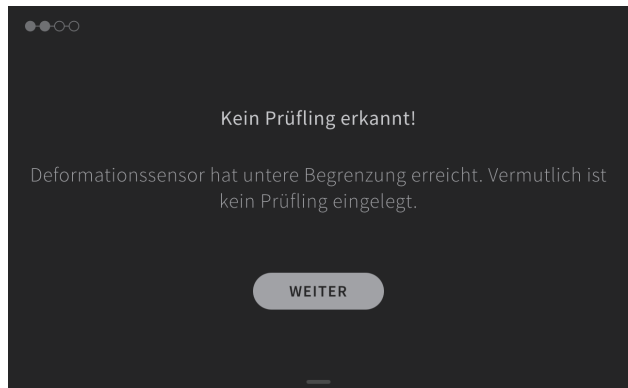 Kein Prüfling erkannt!
Deformationssensor hat untere Begrenzung erreicht. Vermutlich ist
kein Prüfling eingelegt.
WEITER